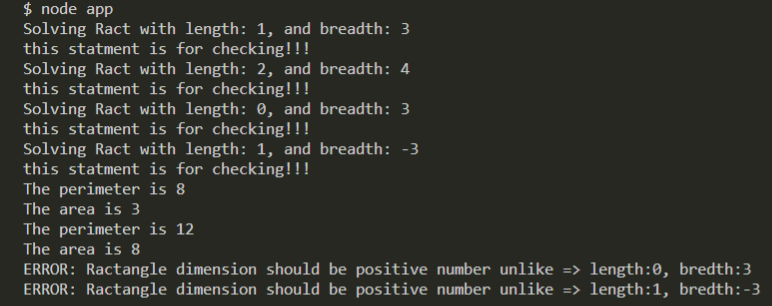 $ node app
Solving Ract with length: 1, and breadth: 3
this statment is for checking!!!
Solving Ract with length: 2, and breadth: 4
this statment is for checking!!!
Solving Ract with length: 0, and breadth: 3
this statment is for checking!!!
Solving Ract with length: 1, and breadth: -3
this statment is for checking!!!
The perimeter is 8
The area is 3
The perimeter is 12
The area is 8
ERROR: Ractangle dimension should be positive number unlike => length:0, bredth:3
ERROR: Ractangle dimension should be positive number unlike => length:1, bredth:-3